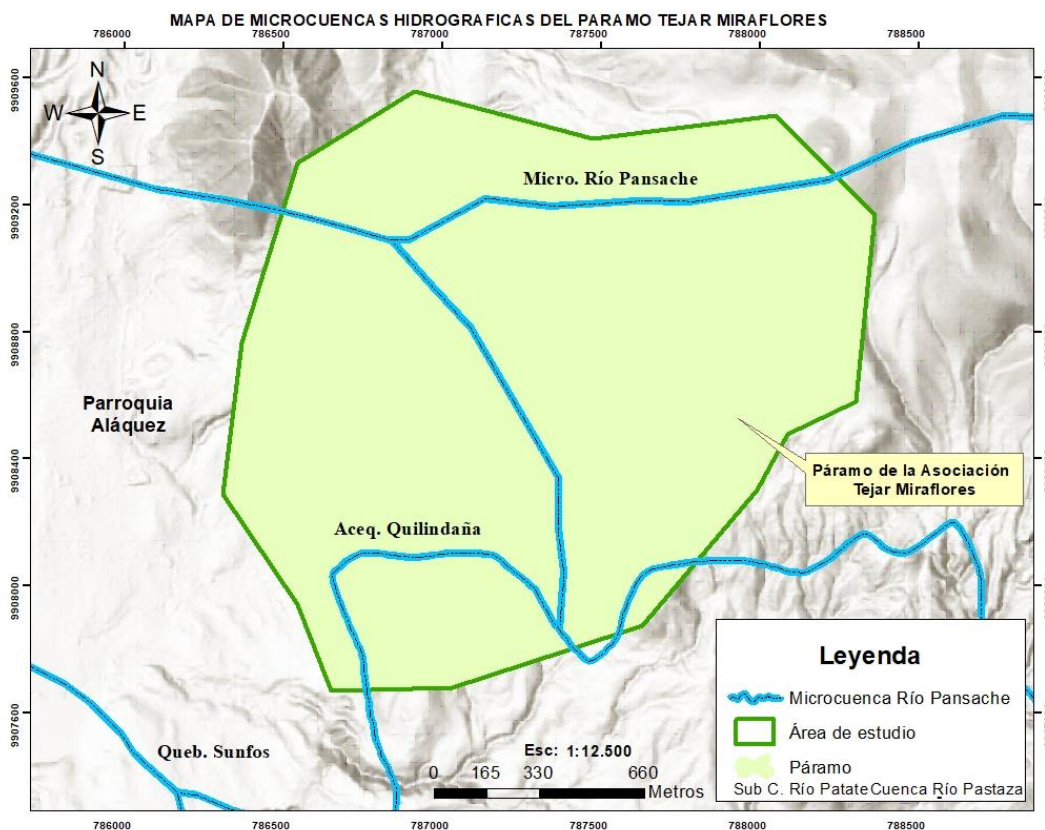 MAPA DE MICROCUENCAS HIDROGRAFICAS DEL PARAMO TEJAR MIRAFLORES
786000 786500 787000 787500 788000 788500
N
W E
S
9909600
9909200
9908800
9908400
9908000
9907600
Micro. Río Pansache
Parroquia
Aláquez
Páramo de la Asociación
Tejar Miraflores
Aceq. Quilindaña
Queb. Sunfos
Esc: 1:12.500
0 165 330 660
Metros
Leyenda
Microcuenca Río Pansache
Área de estudio
Páramo
Sub C. Río Patate Cuenca Río Pastaza
786000 786500 787000 787500 788000 788500